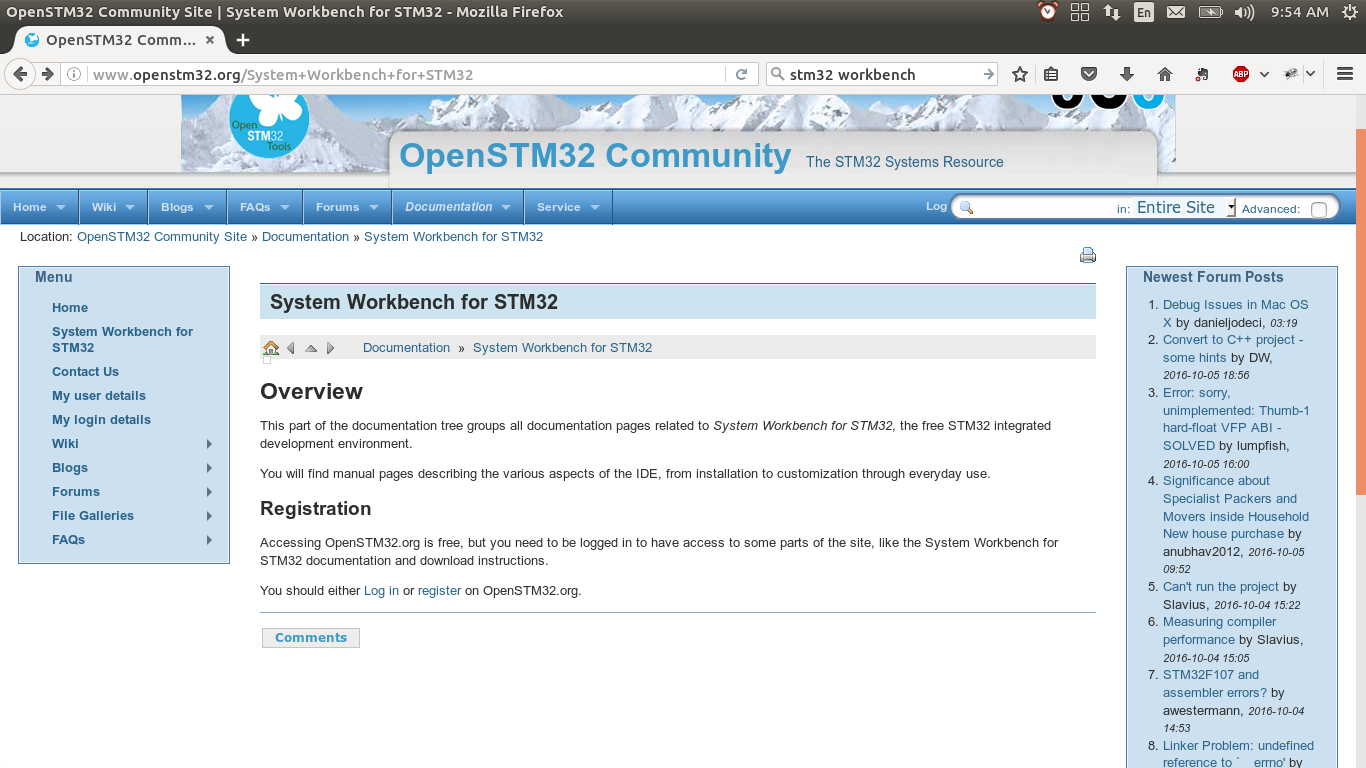 OpenSTM32 Community Site | System Workbench for STM32 - Mozilla Firefox
En
9:54 AM
OpenSTM32 Comm... ×
www.openstm32.org/System+Workbench+for+STM32
stm32 workbench
ABP
Open
STM32
Tools
OpenSTM32 Community The STM32 Systems Resource
Home Wiki Blogs FAQs Forums Documentation Service Log in: Entire Site Advanced:
Location: OpenSTM32 Community Site » Documentation » System Workbench for STM32
Menu
Home
System Workbench for
STM32
Contact Us
My user details
My login details
Wiki
Blogs
Forums
File Galleries
FAQs
System Workbench for STM32
Documentation » System Workbench for STM32
Overview
This part of the documentation tree groups all documentation pages related to System Workbench for STM32, the free STM32 integrated
development environment.
You will find manual pages describing the various aspects of the IDE, from installation to customization through everyday use.
Registration
Accessing OpenSTM32.org is free, but you need to be logged in to have access to some parts of the site, like the System Workbench for
STM32 documentation and download instructions.
You should either Log in or register on OpenSTM32.org.
Comments
Newest Forum Posts
1. Debug Issues in Mac OS
X by danieljodeci, 03:19
2. Convert to C++ project -
some hints by DW,
2016-10-05 18:56
3. Error: sorry,
unimplemented: Thumb-1
hard-float VFP ABI -
SOLVED by lumpfish,
2016-10-05 16:00
4. Significance about
Specialist Packers and
Movers inside Household
New house purchase by
anubhav2012, 2016-10-05
09:52
5. Can't run the project by
Slavius, 2016-10-04 15:22
6. Measuring compiler
performance by Slavius,
2016-10-04 15:05
7. STM32F107 and
assembler errors? by
awestermann, 2016-10-04
14:53
8. Linker Problem: undefined
reference to `__errno' by